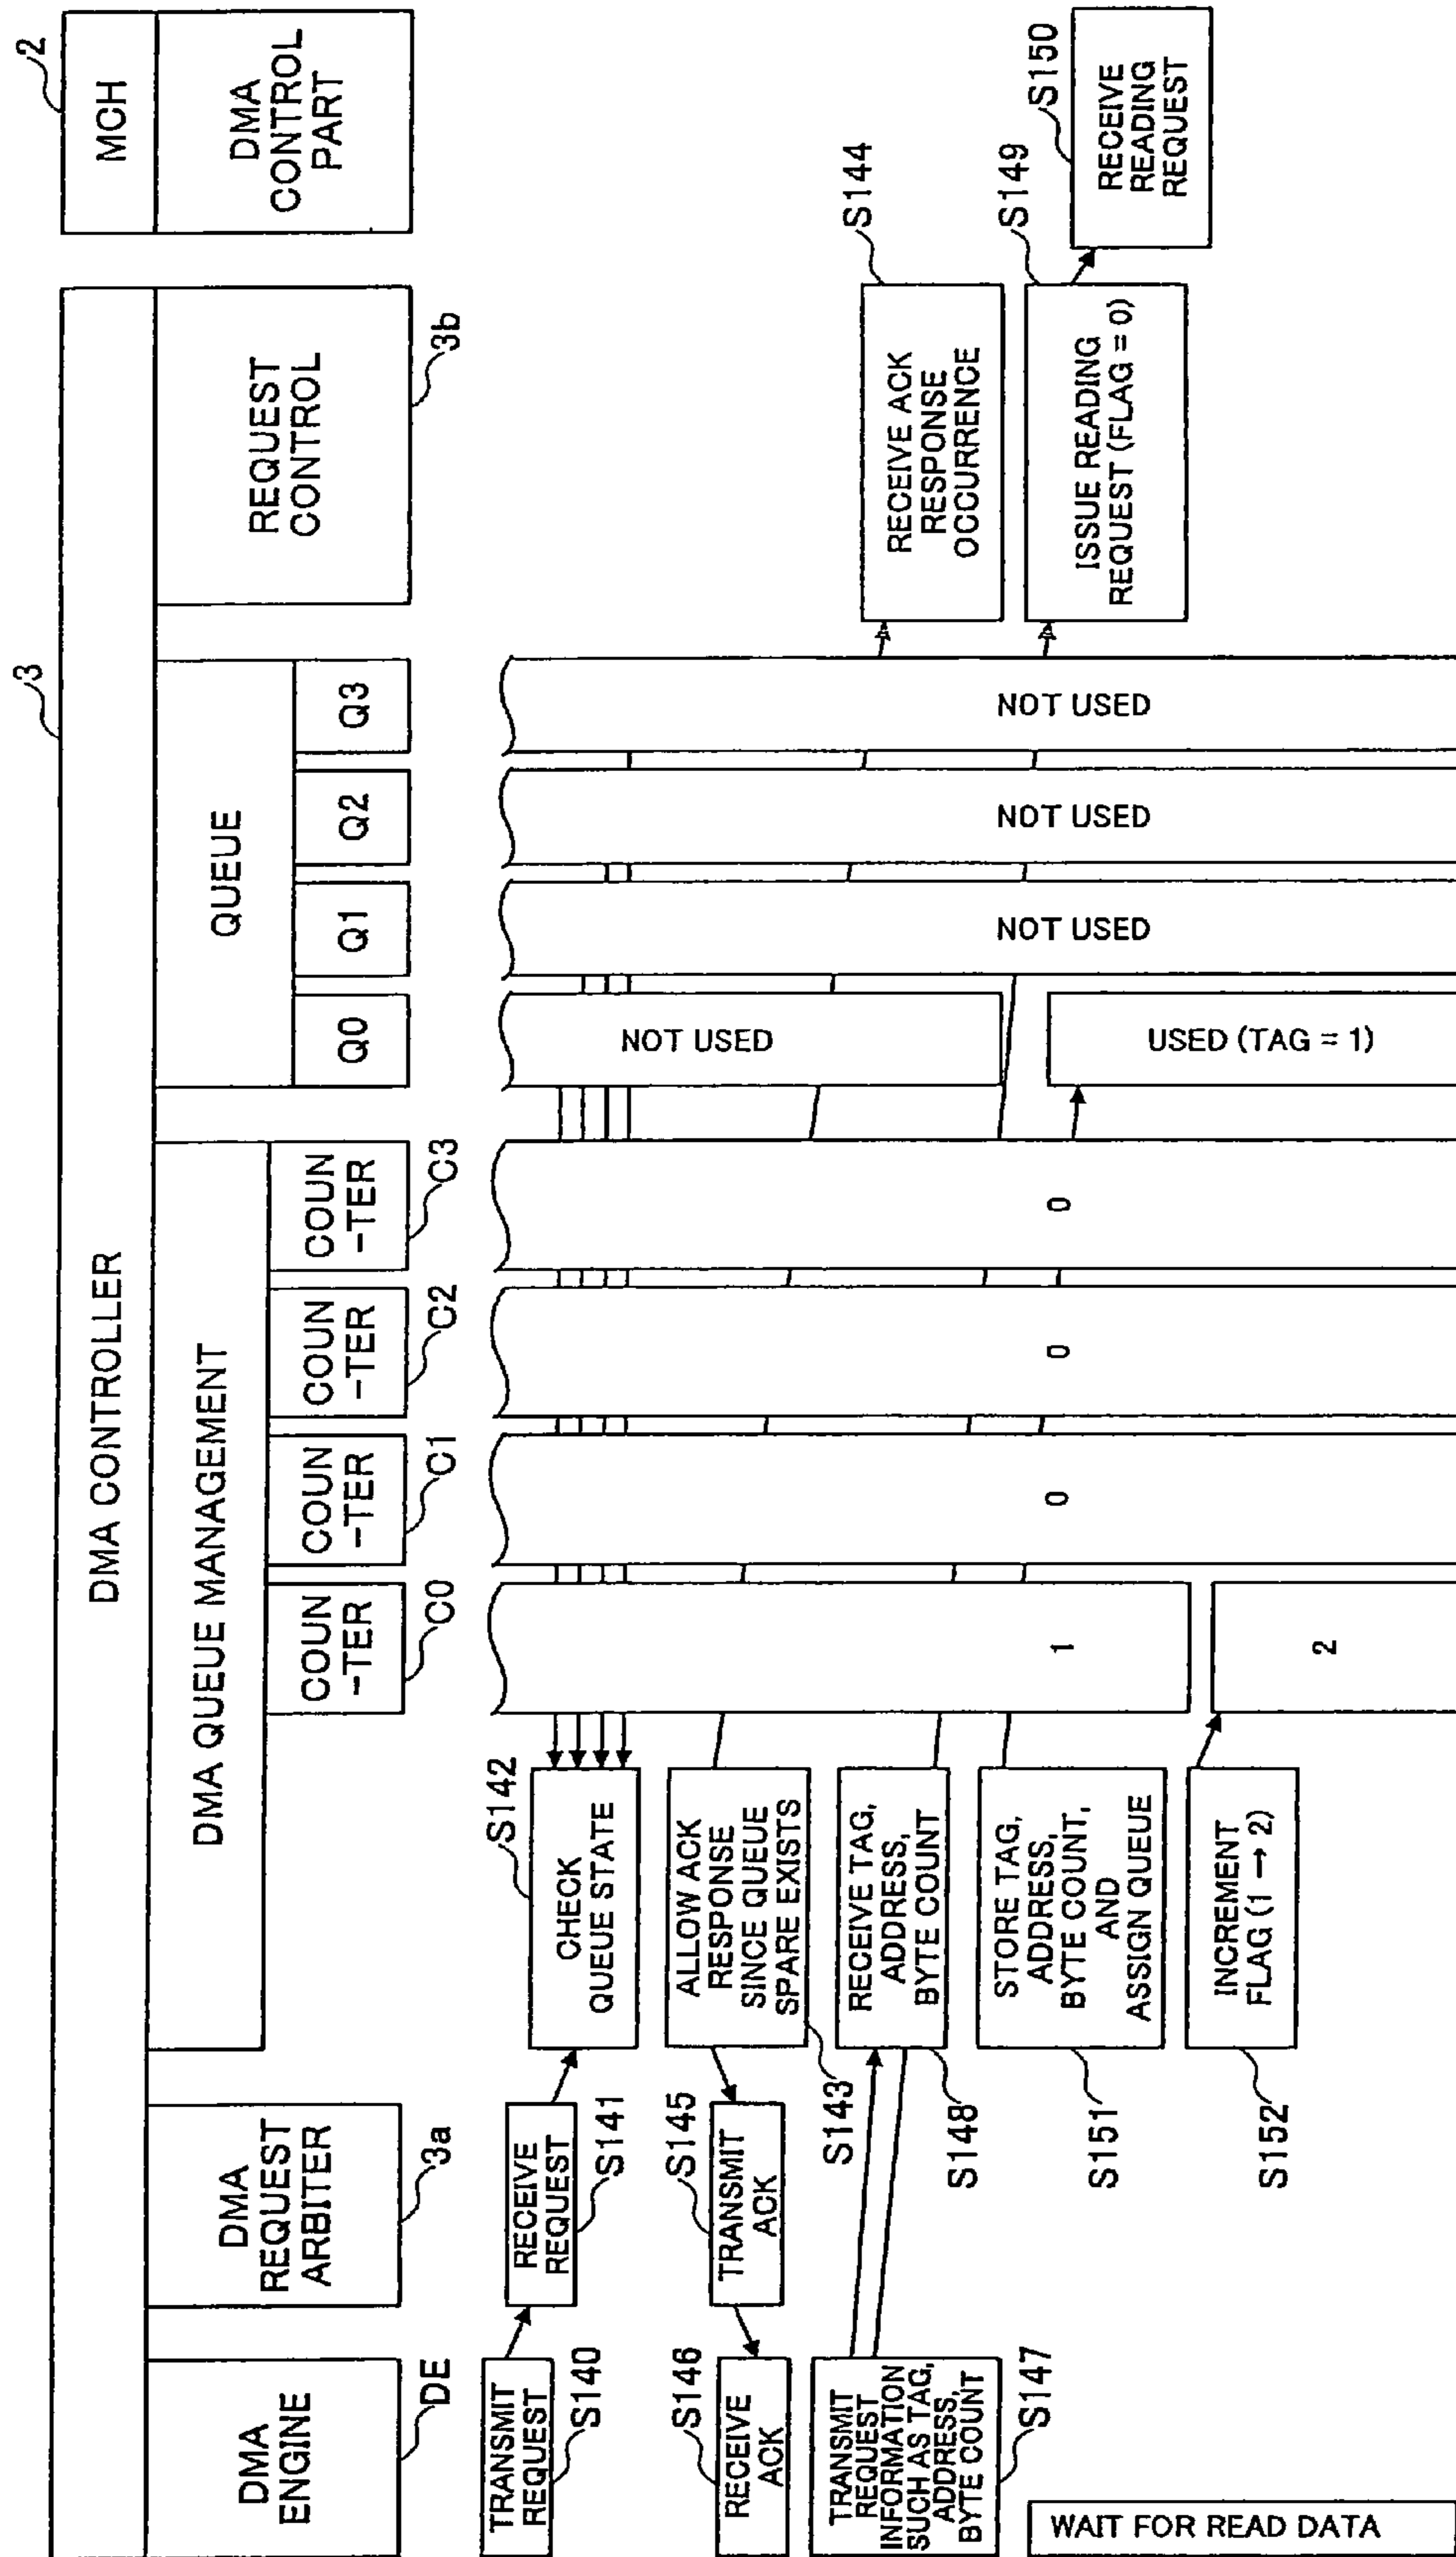 3
2
DMA CONTROLLER
MCH
DMA
ENGINE
DE
DMA
REQUEST
ARBITER
3a
DMA QUEUE MANAGEMENT
COUN
-TER
C0
COUN
-TER
C1
COUN
-TER
C2
COUN
-TER
C3
QUEUE
Q0
Q1
Q2
Q3
REQUEST
CONTROL
3b
DMA
CONTROL
PART
TRANSMIT
REQUEST
S140
RECEIVE
REQUEST
S141
S142
CHECK
QUEUE STATE
ALLOW ACK
RESPONSE
SINCE QUEUE
SPARE EXISTS
S143
S144
RECEIVE ACK
RESPONSE
OCCURRENCE
S145
TRANSMIT
ACK
S146
RECEIVE
ACK
TRANSMIT
REQUEST
INFORMATION
SUCH AS TAG,
ADDRESS,
BYTE COUNT
S147
RECEIVE TAG,
ADDRESS,
BYTE COUNT
S148
S149
ISSUE READING
REQUEST (FLAG = 0)
S150
RECEIVE
READING
REQUEST
STORE TAG,
ADDRESS,
BYTE COUNT,
AND
ASSIGN QUEUE
S151
INCREMENT
FLAG (1 → 2)
S152
1
2
0
0
0
NOT USED
USED (TAG = 1)
NOT USED
NOT USED
NOT USED
WAIT FOR READ DATA